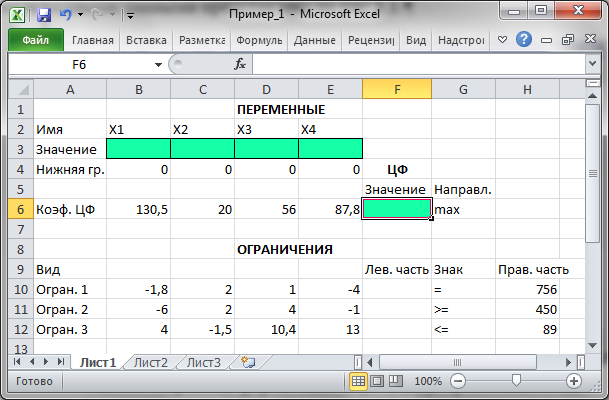 Пример_1 - Microsoft Excel
Файл Главная Вставка Разметка Формуль Данные Рецензир Вид Надстро
F6 fx
A B C D E F G H
1 ПЕРЕМЕННЫЕ
2 Имя X1 X2 X3 X4
3 Значение
4 Нижняя гр. 0 0 0 0 ЦФ
5 Значение Направл.
6 Коэф. ЦФ 130,5 20 56 87,8 max
7
8 ОГРАНИЧЕНИЯ
9 Вид Лев. часть Знак Прав. часть
10 Огран. 1 -1,8 2 1 -4 = 756
11 Огран. 2 -6 2 4 -1 >= 450
12 Огран. 3 4 -1,5 10,4 13 <= 89
13
Лист1 Лист2 Лист3
Готово 100%